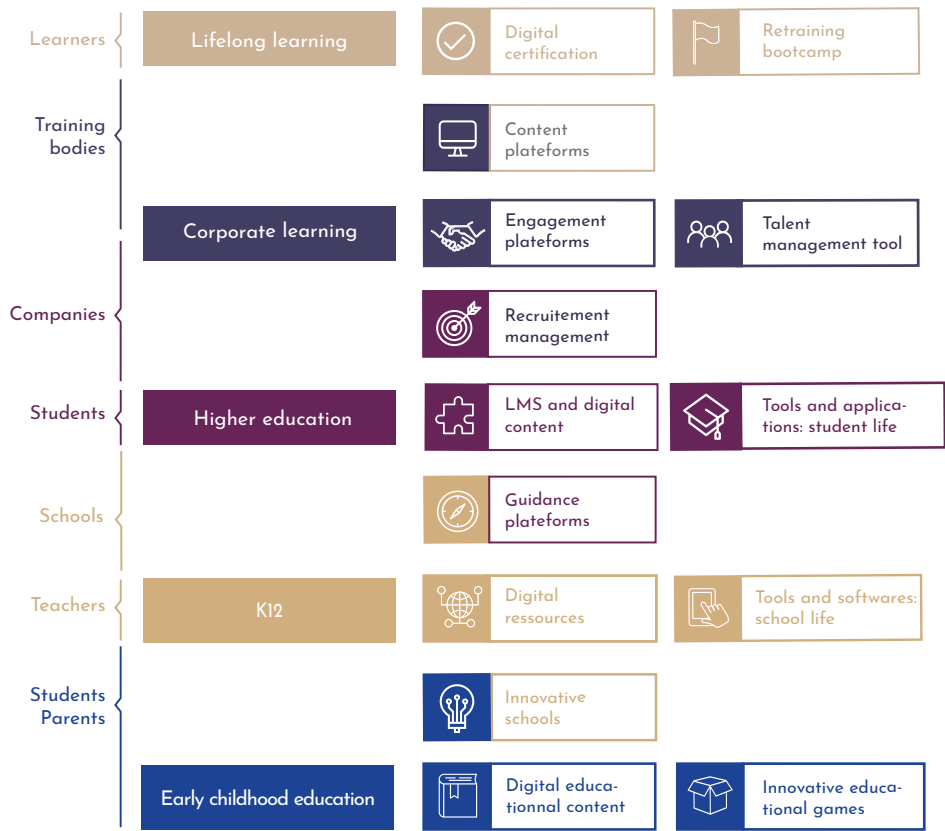 Learners
Lifelong learning
Digital
certification
Retraining
bootcamp
Training
bodies
Content
plateforms
Corporate learning
Engagement
plateforms
Talent
management tool
Companies
Recruitement
management
Students
Higher education
LMS and digital
content
Tools and applica-
tions: student life
Schools
Guidance
plateforms
Teachers
K12
Digital
ressources
Tools and softwares:
school life
Students
Parents
Innovative
schools
Early childhood education
Digital educa-
tionnal content
Innovative educa-
tional games